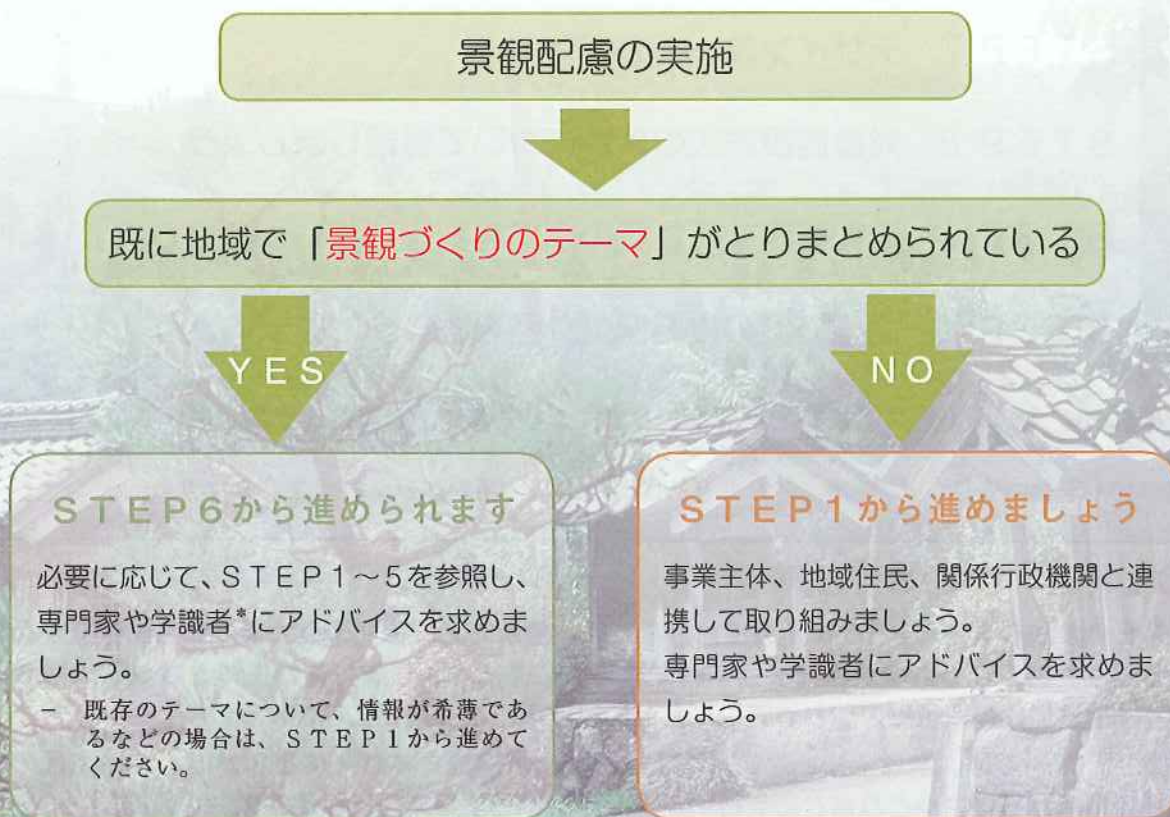 景観配慮の実施
既に地域で「景観づくりのテーマ」がとりまとめられている
YES
NO
STEP6から進められます
必要に応じて、STEP1～5を参照し、
専門家や学識者*にアドバイスを求めま
しょう。
− 既存のテーマについて、情報が希薄であ
るなどの場合は、STEP1から進めて
ください。
STEP1から進めましょう
事業主体、地域住民、関係行政機関と連
携して取り組みましょう。
専門家や学識者にアドバイスを求めま
しょう。